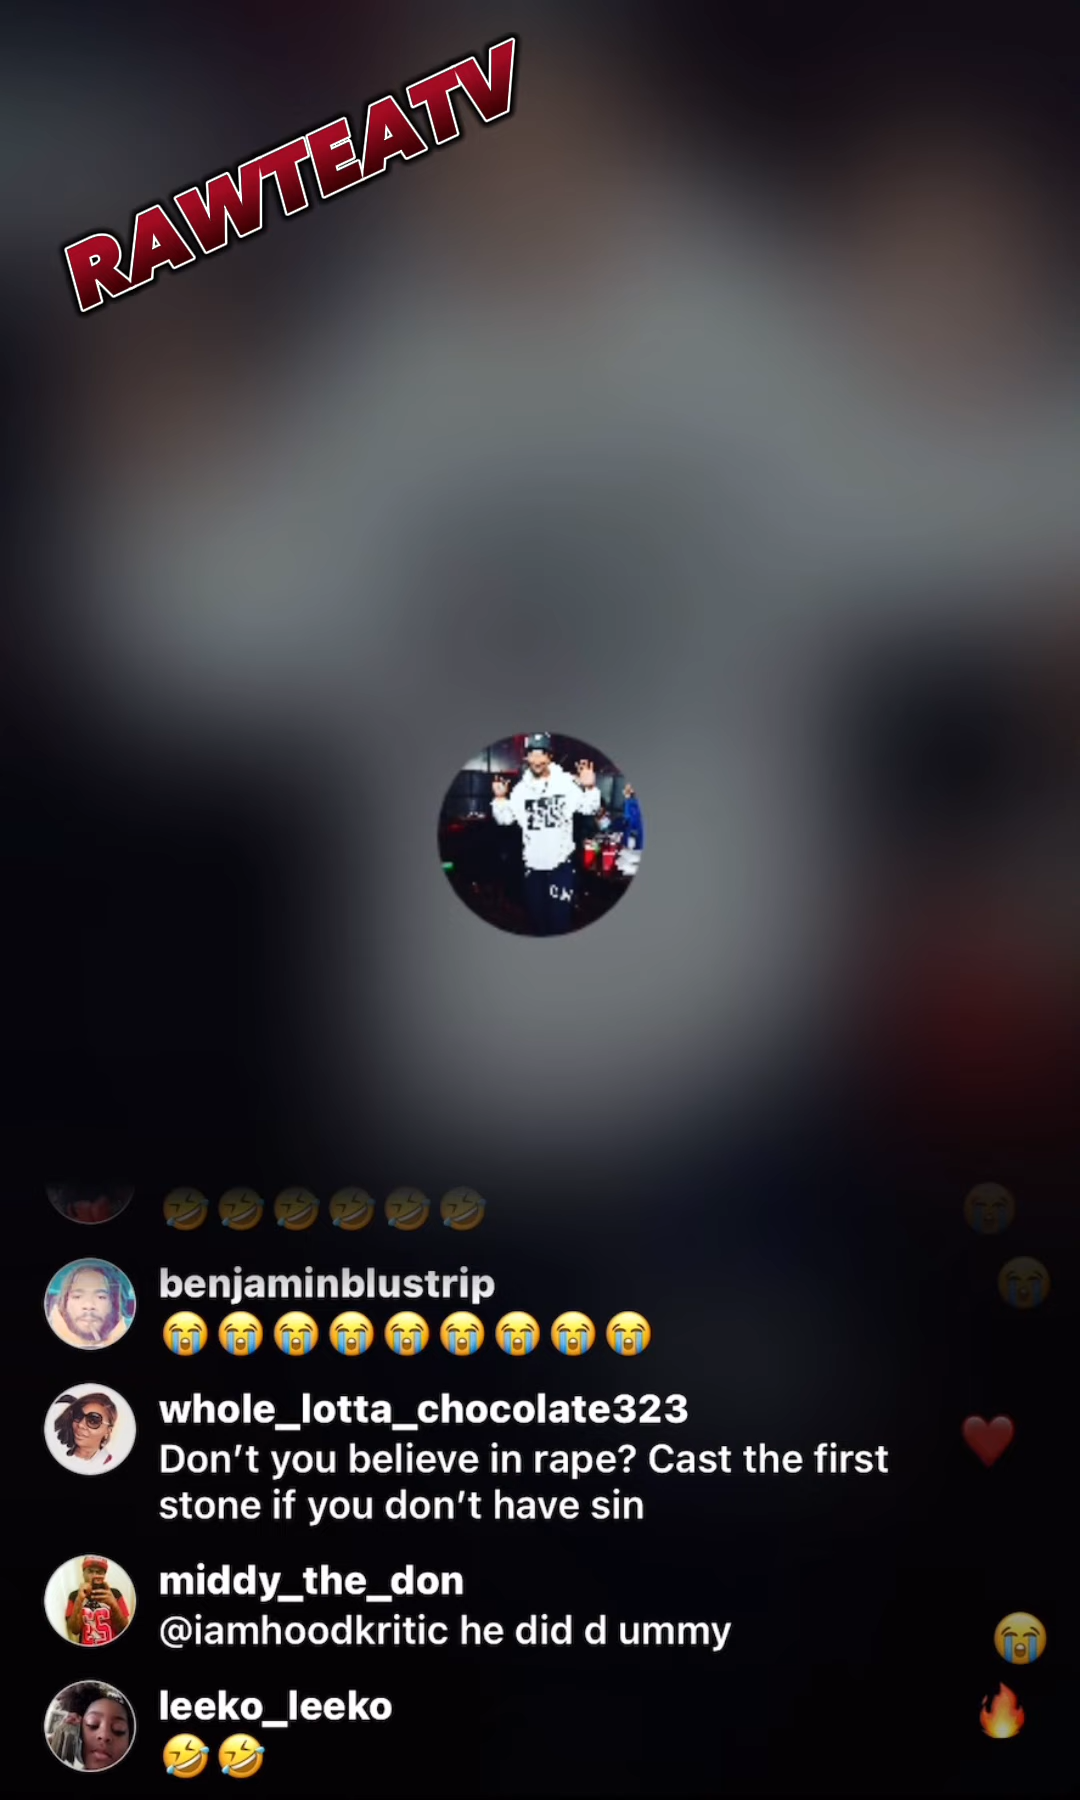 RAWTEATV
🤣🤣🤣🤣🤣🤣
benjaminblustrip
😭😭😭😭😭😭😭😭😭
whole_lotta_chocolate323
Don’t you believe in rape? Cast the first
stone if you don’t have sin
middy_the_don
@iamhoodkritic he did d ummy
leeko_leeko
🤣🤣